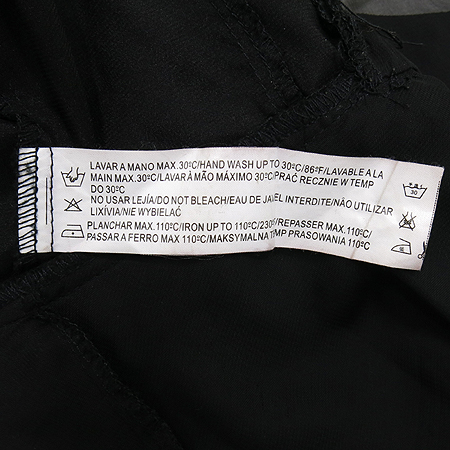 LAVAR A MANO MAX.30ºC/HAND WASH UP TO 30ºC/86ºF/LAVABLE A LA
MAIN MAX.30ºC/LAVAR À MÃO MÁXIMO 30ºC/PRAĆ RECZNIE W TEMP
DO 30ºC
30
NO USAR LEJÍA/DO NOT BLEACH/EAU DE JAVEL INTERDITE/NÃO UTILIZAR
LIXÍVIA/NIE WYBIELAĆ
PLANCHAR MAX.110ºC/IRON UP TO 110ºC/230ºF/REPASSER MAX.110ºC/
PASSAR A FERRO MAX 110ºC/MAKSYMALNA TEMP PRASOWANIA 110ºC